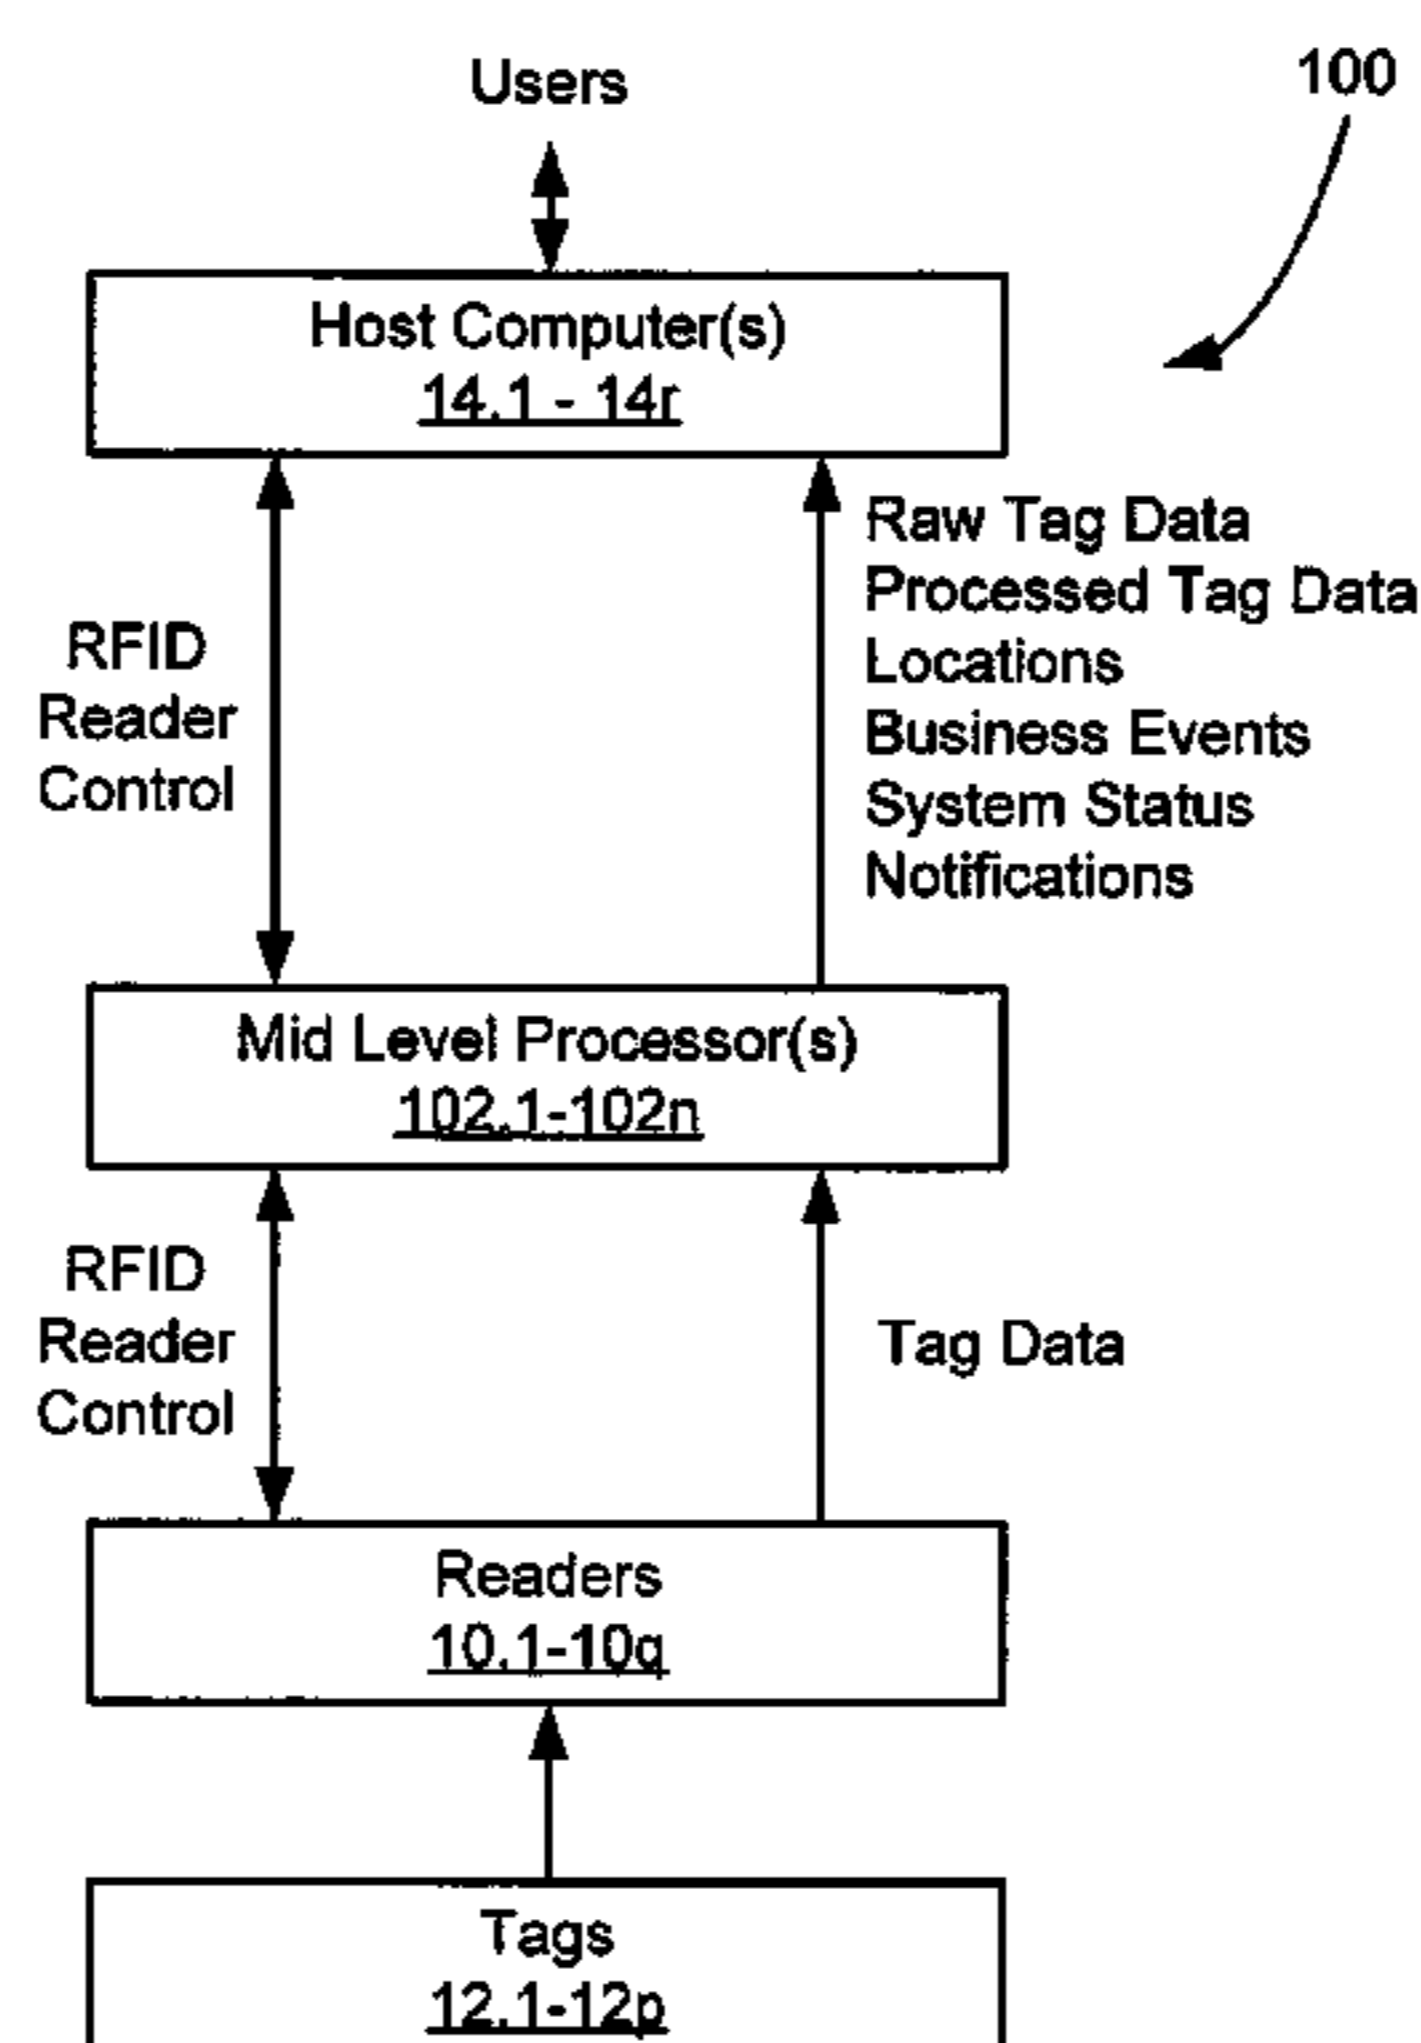 Users
100
Host Computer(s)
14.1 - 14r
RFID
Reader
Control
Raw Tag Data
Processed Tag Data
Locations
Business Events
System Status
Notifications
Mid Level Processor(s)
102.1-102n
RFID
Reader
Control
Tag Data
Readers
10.1-10q
Tags
12.1-12p